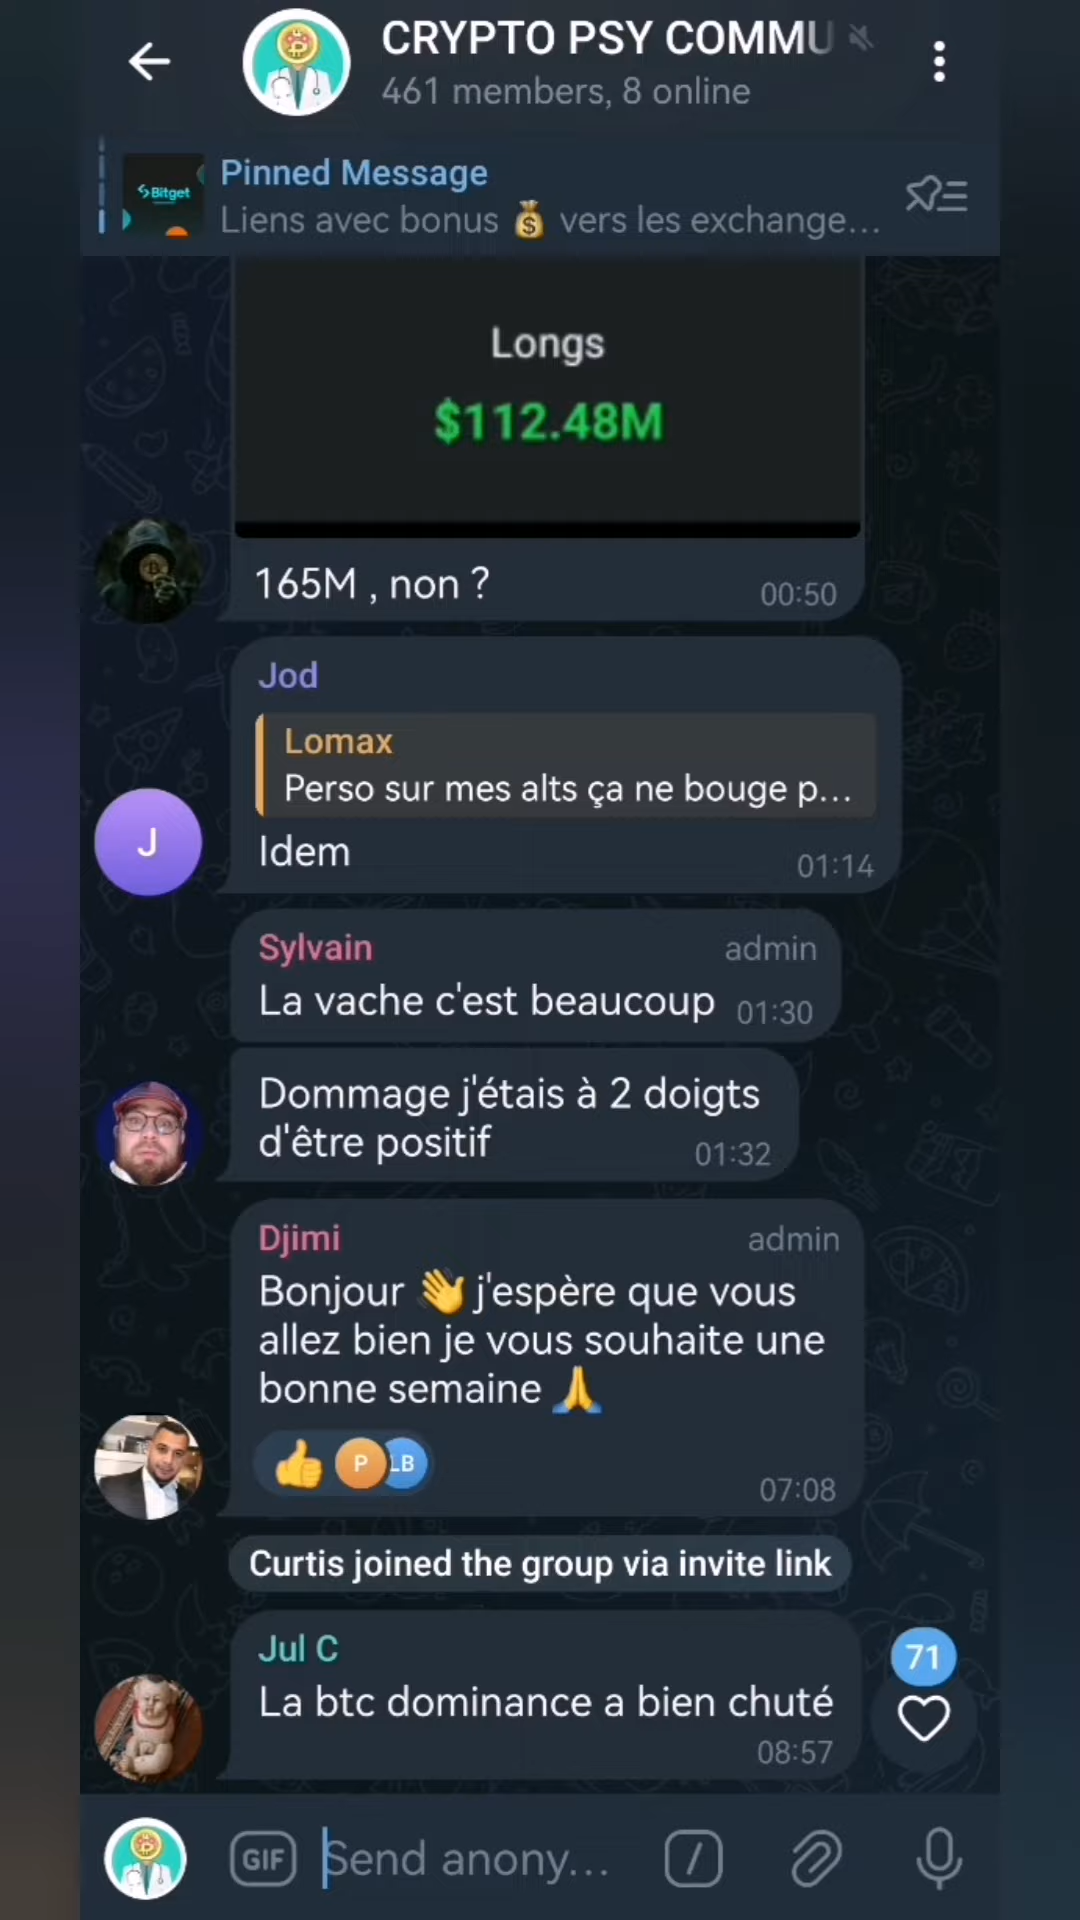 CRYPTO PSY COMMU
461 members, 8 online
Pinned Message
Bitget
Liens avec bonus 💰 vers les exchange...
Longs
$112.48M
165M , non ?
00:50
Jod
Lomax
Perso sur mes alts ça ne bouge p...
Idem
01:14
J
Sylvain admin
La vache c'est beaucoup 01:30
Dommage j'étais à 2 doigts
d'être positif
01:32
Djimi admin
Bonjour 👋 j'espère que vous
allez bien je vous souhaite une
bonne semaine 🙏
👍 P LB
07:08
Curtis joined the group via invite link
Jul C
71
La btc dominance a bien chuté
08:57
GIF Send anony... /